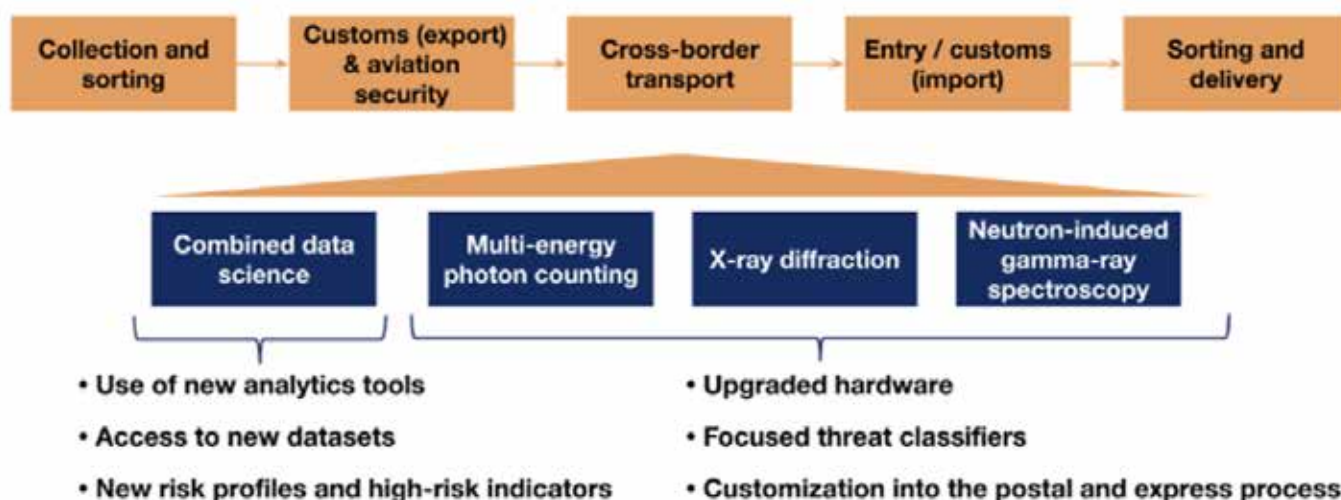 Collection and
sorting
Customs (export)
& aviation
security
Cross-border
transport
Entry / customs
(import)
Sorting and
delivery
Combined data
science
Multi-energy
photon counting
X-ray diffraction
Neutron-induced
gamma-ray
spectroscopy
• Use of new analytics tools
• Access to new datasets
• New risk profiles and high-risk indicators
• Upgraded hardware
• Focused threat classifiers
• Customization into the postal and express process